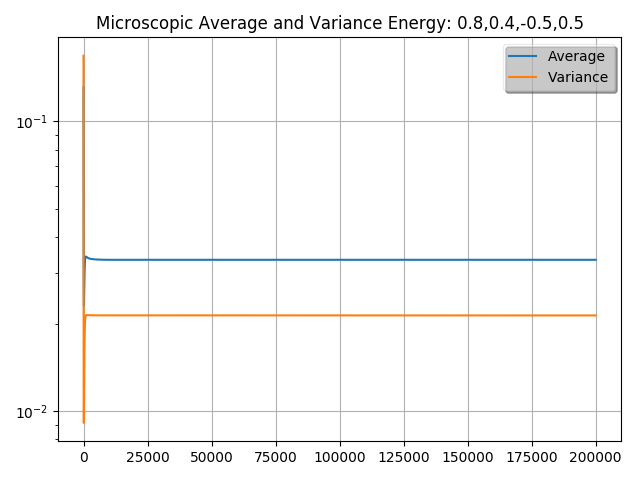 Microscopic Average and Variance Energy: 0.8,0.4,-0.5,0.5
Average
Variance
10⁻¹
10⁻²
0 25000 50000 75000 100000 125000 150000 175000 200000